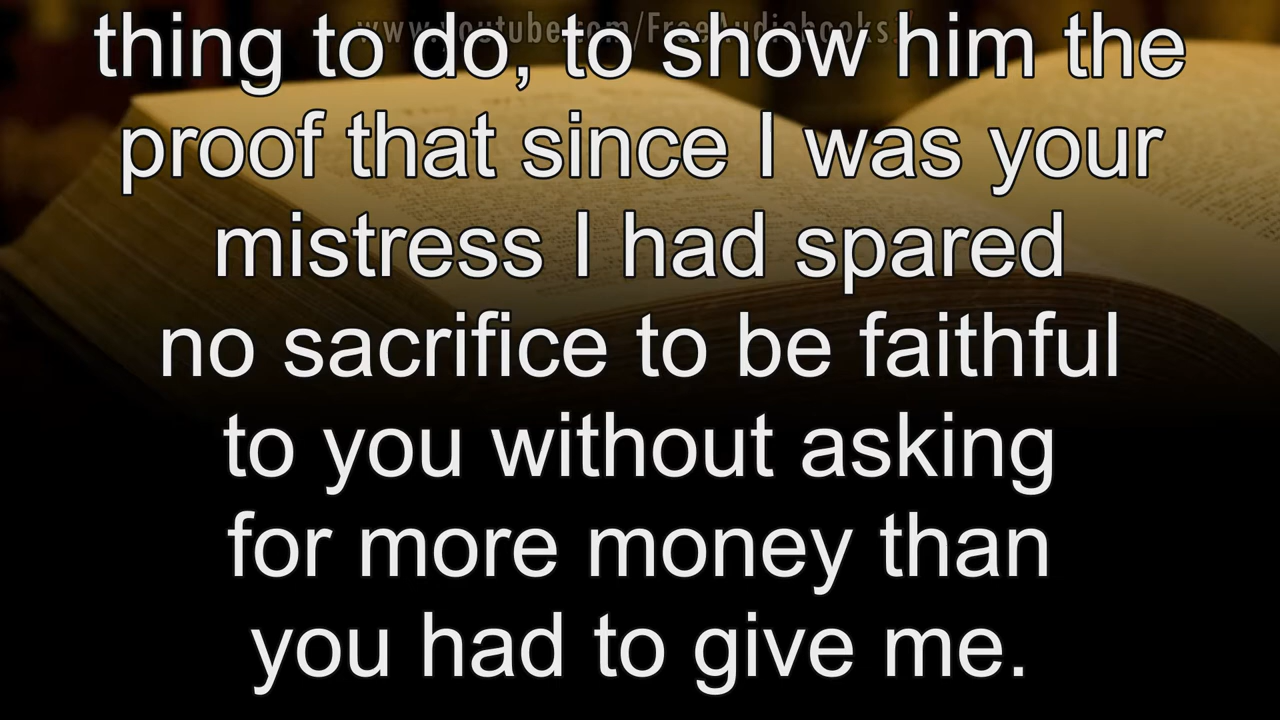 www.youtube.com/FreeAudiobooks
thing to do, to show him the
proof that since I was your
mistress I had spared
no sacrifice to be faithful
to you without asking
for more money than
you had to give me.